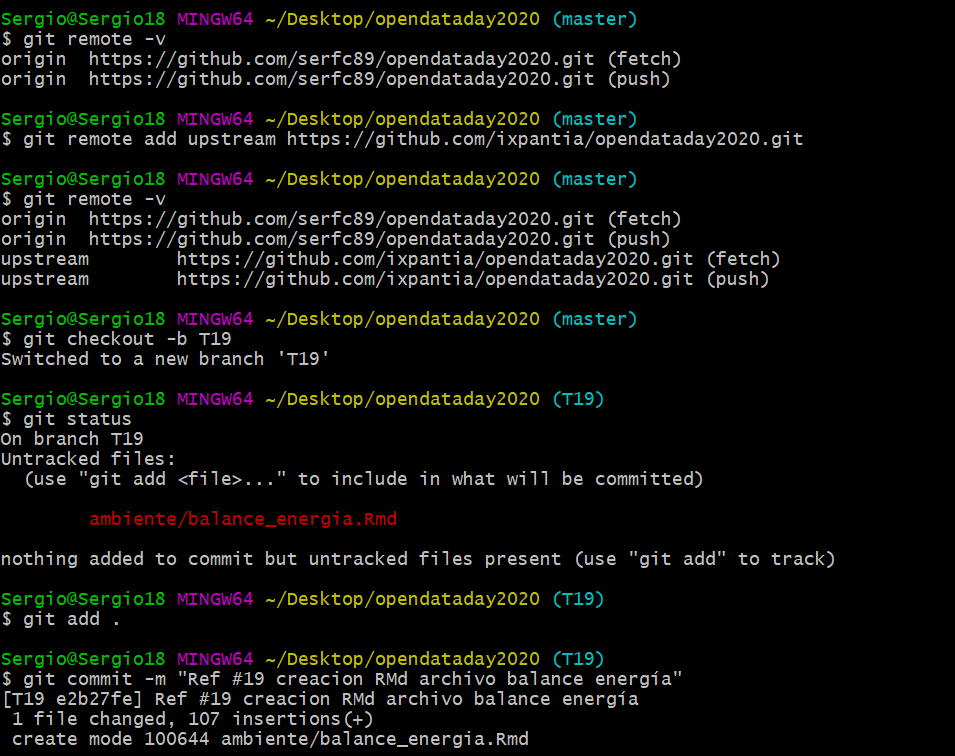 Sergio@Sergio18 MINGW64 ~/Desktop/opendataday2020 (master)
$ git remote -v
origin  https://github.com/serfc89/opendataday2020.git (fetch)
origin  https://github.com/serfc89/opendataday2020.git (push)

Sergio@Sergio18 MINGW64 ~/Desktop/opendataday2020 (master)
$ git remote add upstream https://github.com/ixpantia/opendataday2020.git

Sergio@Sergio18 MINGW64 ~/Desktop/opendataday2020 (master)
$ git remote -v
origin  https://github.com/serfc89/opendataday2020.git (fetch)
origin  https://github.com/serfc89/opendataday2020.git (push)
upstream        https://github.com/ixpantia/opendataday2020.git (fetch)
upstream        https://github.com/ixpantia/opendataday2020.git (push)

Sergio@Sergio18 MINGW64 ~/Desktop/opendataday2020 (master)
$ git checkout -b T19
Switched to a new branch 'T19'

Sergio@Sergio18 MINGW64 ~/Desktop/opendataday2020 (T19)
$ git status
On branch T19
Untracked files:
  (use "git add <file>..." to include in what will be committed)

        ambiente/balance_energia.Rmd

nothing added to commit but untracked files present (use "git add" to track)

Sergio@Sergio18 MINGW64 ~/Desktop/opendataday2020 (T19)
$ git add .

Sergio@Sergio18 MINGW64 ~/Desktop/opendataday2020 (T19)
$ git commit -m "Ref #19 creacion RMd archivo balance energía"
[T19 e2b27fe] Ref #19 creacion RMd archivo balance energía
 1 file changed, 107 insertions(+)
 create mode 100644 ambiente/balance_energia.Rmd